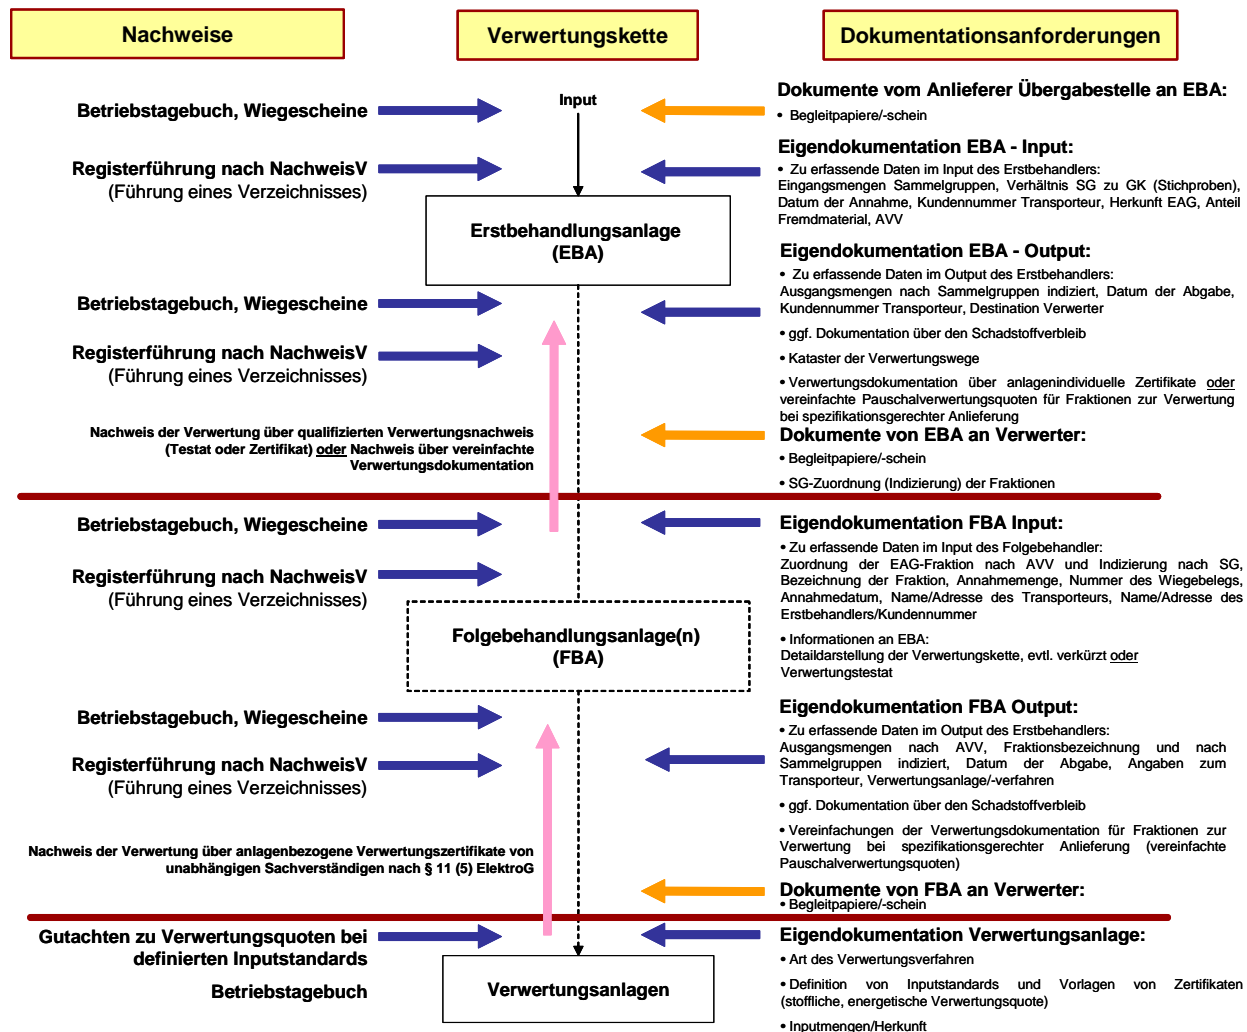 Nachweise
Verwertungskette
Dokumentationsanforderungen
Betriebstagebuch, Wiegescheine
Input
Dokumente vom Anlieferer Übergabestelle an EBA:
• Begleitpapiere/-schein
Registerführung nach NachweisV
(Führung eines Verzeichnisses)
Eigendokumentation EBA - Input:
• Zu erfassende Daten im Input des Erstbehandlers:
Eingangsmengen Sammelgruppen, Verhältnis SG zu GK (Stichproben),
Datum der Annahme, Kundennummer Transporteur, Herkunft EAG, Anteil
Fremdmaterial, AVV
Erstbehandlungsanlage
(EBA)
Eigendokumentation EBA - Output:
• Zu erfassende Daten im Output des Erstbehandlers:
Ausgangsmengen nach Sammelgruppen indiziert, Datum der Abgabe,
Kundennummer Transporteur, Destination Verwerter
• ggf. Dokumentation über den Schadstoffverbleib
• Kataster der Verwertungswege
• Verwertungsdokumentation über anlagenindividuelle Zertifikate oder
vereinfachte Pauschalverwertungsquoten für Fraktionen zur Verwertung
bei spezifikationsgerechter Anlieferung
Betriebstagebuch, Wiegescheine
Registerführung nach NachweisV
(Führung eines Verzeichnisses)
Nachweis der Verwertung über qualifizierten Verwertungsnachweis
(Testat oder Zertifikat) oder Nachweis über vereinfachte
Verwertungsdokumentation
Dokumente von EBA an Verwerter:
• Begleitpapiere/-schein
• SG-Zuordnung (Indizierung) der Fraktionen
Betriebstagebuch, Wiegescheine
Registerführung nach NachweisV
(Führung eines Verzeichnisses)
Eigendokumentation FBA Input:
• Zu erfassende Daten im Input des Folgebehandler:
Zuordnung der EAG-Fraktion nach AVV und Indizierung nach SG,
Bezeichnung der Fraktion, Annahmemenge, Nummer des Wiegebelegs,
Annahmedatum, Name/Adresse des Transporteurs, Name/Adresse des
Erstbehandlers/Kundennummer
• Informationen an EBA:
Detaildarstellung der Verwertungskette, evtl. verkürzt oder
Verwertungstestat
Folgebehandlungsanlage(n)
(FBA)
Betriebstagebuch, Wiegescheine
Registerführung nach NachweisV
(Führung eines Verzeichnisses)
Eigendokumentation FBA Output:
• Zu erfassende Daten im Output des Erstbehandlers:
Ausgangsmengen nach AVV, Fraktionsbezeichnung und nach
Sammelgruppen indiziert, Datum der Abgabe, Angaben zum
Transporteur, Verwertungsanlage/-verfahren
• ggf. Dokumentation über den Schadstoffverbleib
• Vereinfachungen der Verwertungsdokumentation für Fraktionen zur
Verwertung bei spezifikationsgerechter Anlieferung (vereinfachte
Pauschalverwertungsquoten)
Nachweis der Verwertung über anlagenbezogene Verwertungszertifikate von
unabhängigen Sachverständigen nach § 11 (5) ElektroG
Dokumente von FBA an Verwerter:
• Begleitpapiere/-schein
Gutachten zu Verwertungsquoten bei
definierten Inputstandards
Betriebstagebuch
Verwertungsanlagen
Eigendokumentation Verwertungsanlage:
• Art des Verwertungsverfahren
• Definition von Inputstandards und Vorlagen von Zertifikaten
(stoffliche, energetische Verwertungsquote)
• Inputmengen/Herkunft